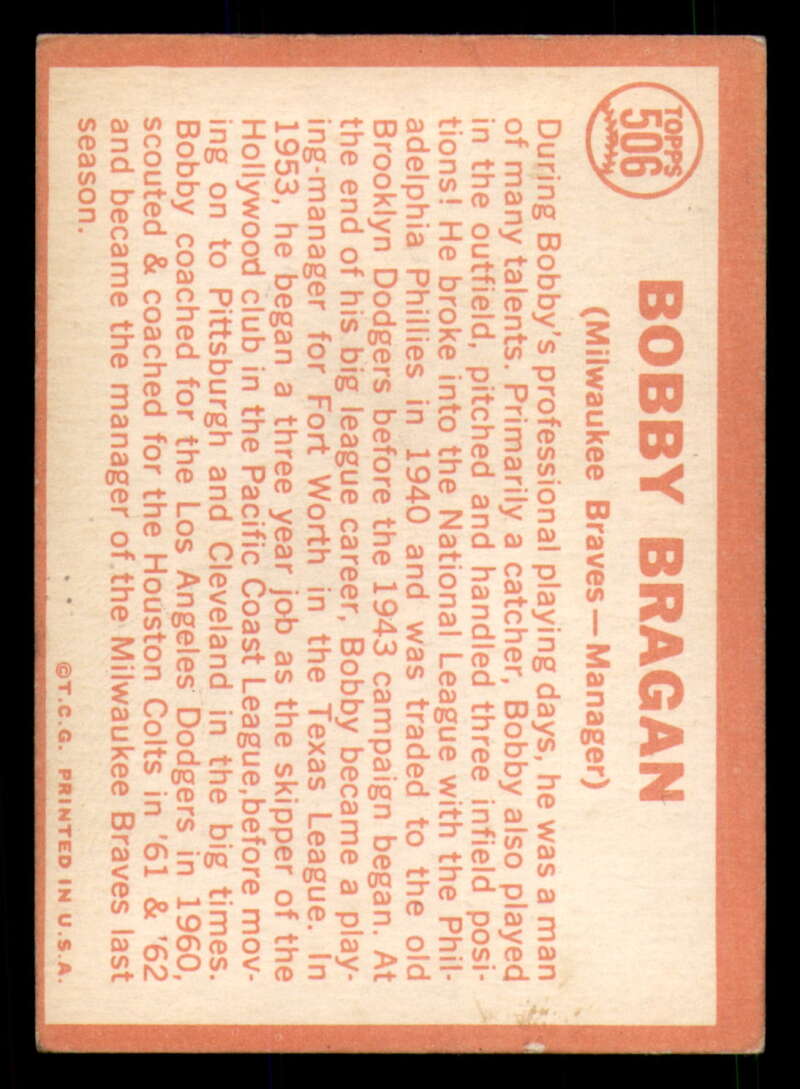 TOPPS
506
BOBBY BRAGAN
(Milwaukee Braves—Manager)
During Bobby's professional playing days, he was a man
of many talents. Primarily a catcher, Bobby also played
in the outfield, pitched and handled three infield posi-
tions! He broke into the National League with the Phil-
adelphia Phillies in 1940 and was traded to the old
Brooklyn Dodgers before the 1943 campaign began. At
the end of his big league career, Bobby became a play-
ing-manager for Fort Worth in the Texas League. In
1953, he began a three year job as the skipper of the
Hollywood club in the Pacific Coast League, before mov-
ing on to Pittsburgh and Cleveland in the big times.
Bobby coached for the Los Angeles Dodgers in 1960,
scouted & coached for the Houston Colts in '61 & '62
and became the manager of the Milwaukee Braves last
season.
©T.C.G. PRINTED IN U.S.A.